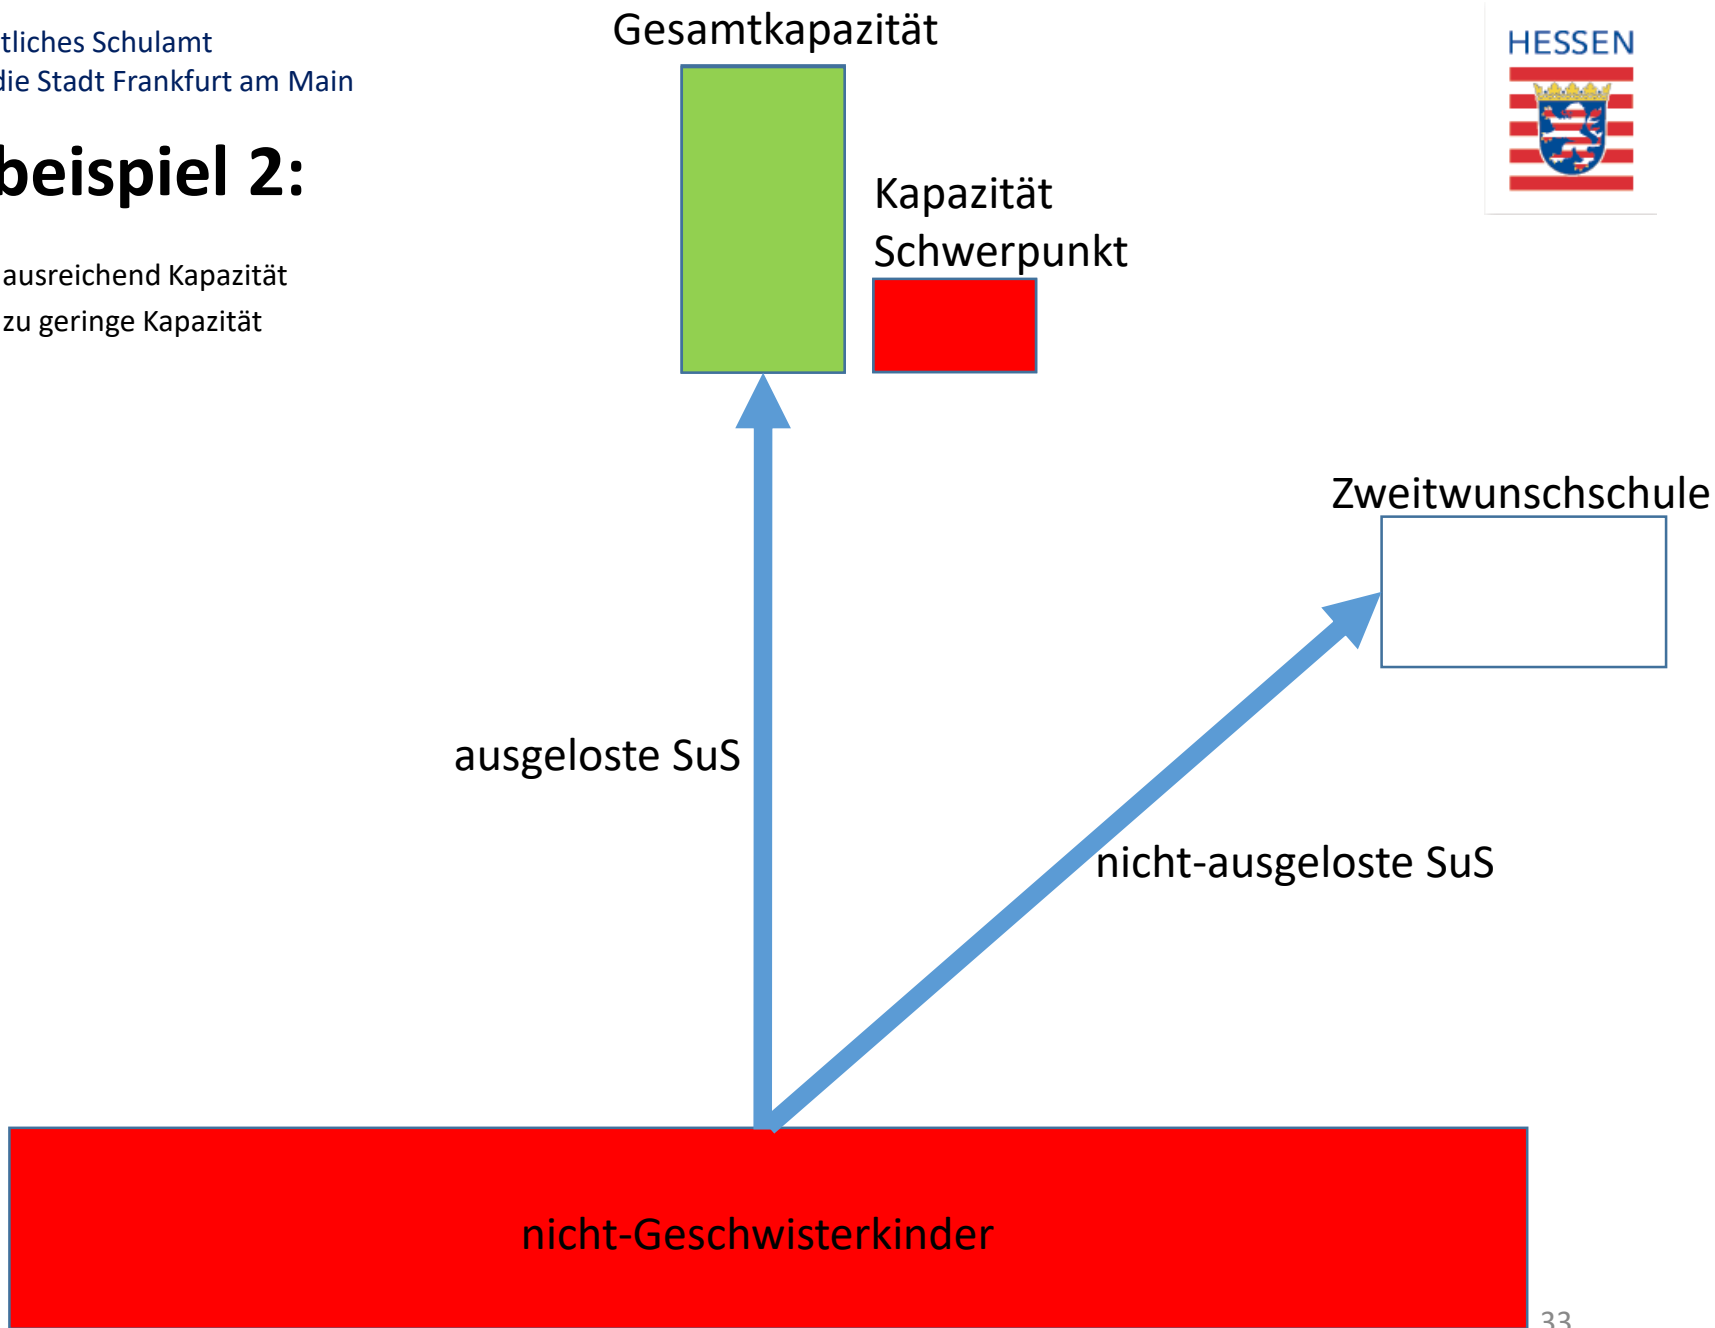 tliches Schulamt
die Stadt Frankfurt am Main
beispiel 2:
ausreichend Kapazität
zu geringe Kapazität
Gesamtkapazität
Kapazität
Schwerpunkt
HESSEN
Zweitwunschschule
ausgeloste SuS
nicht-ausgeloste SuS
nicht-Geschwisterkinder
33